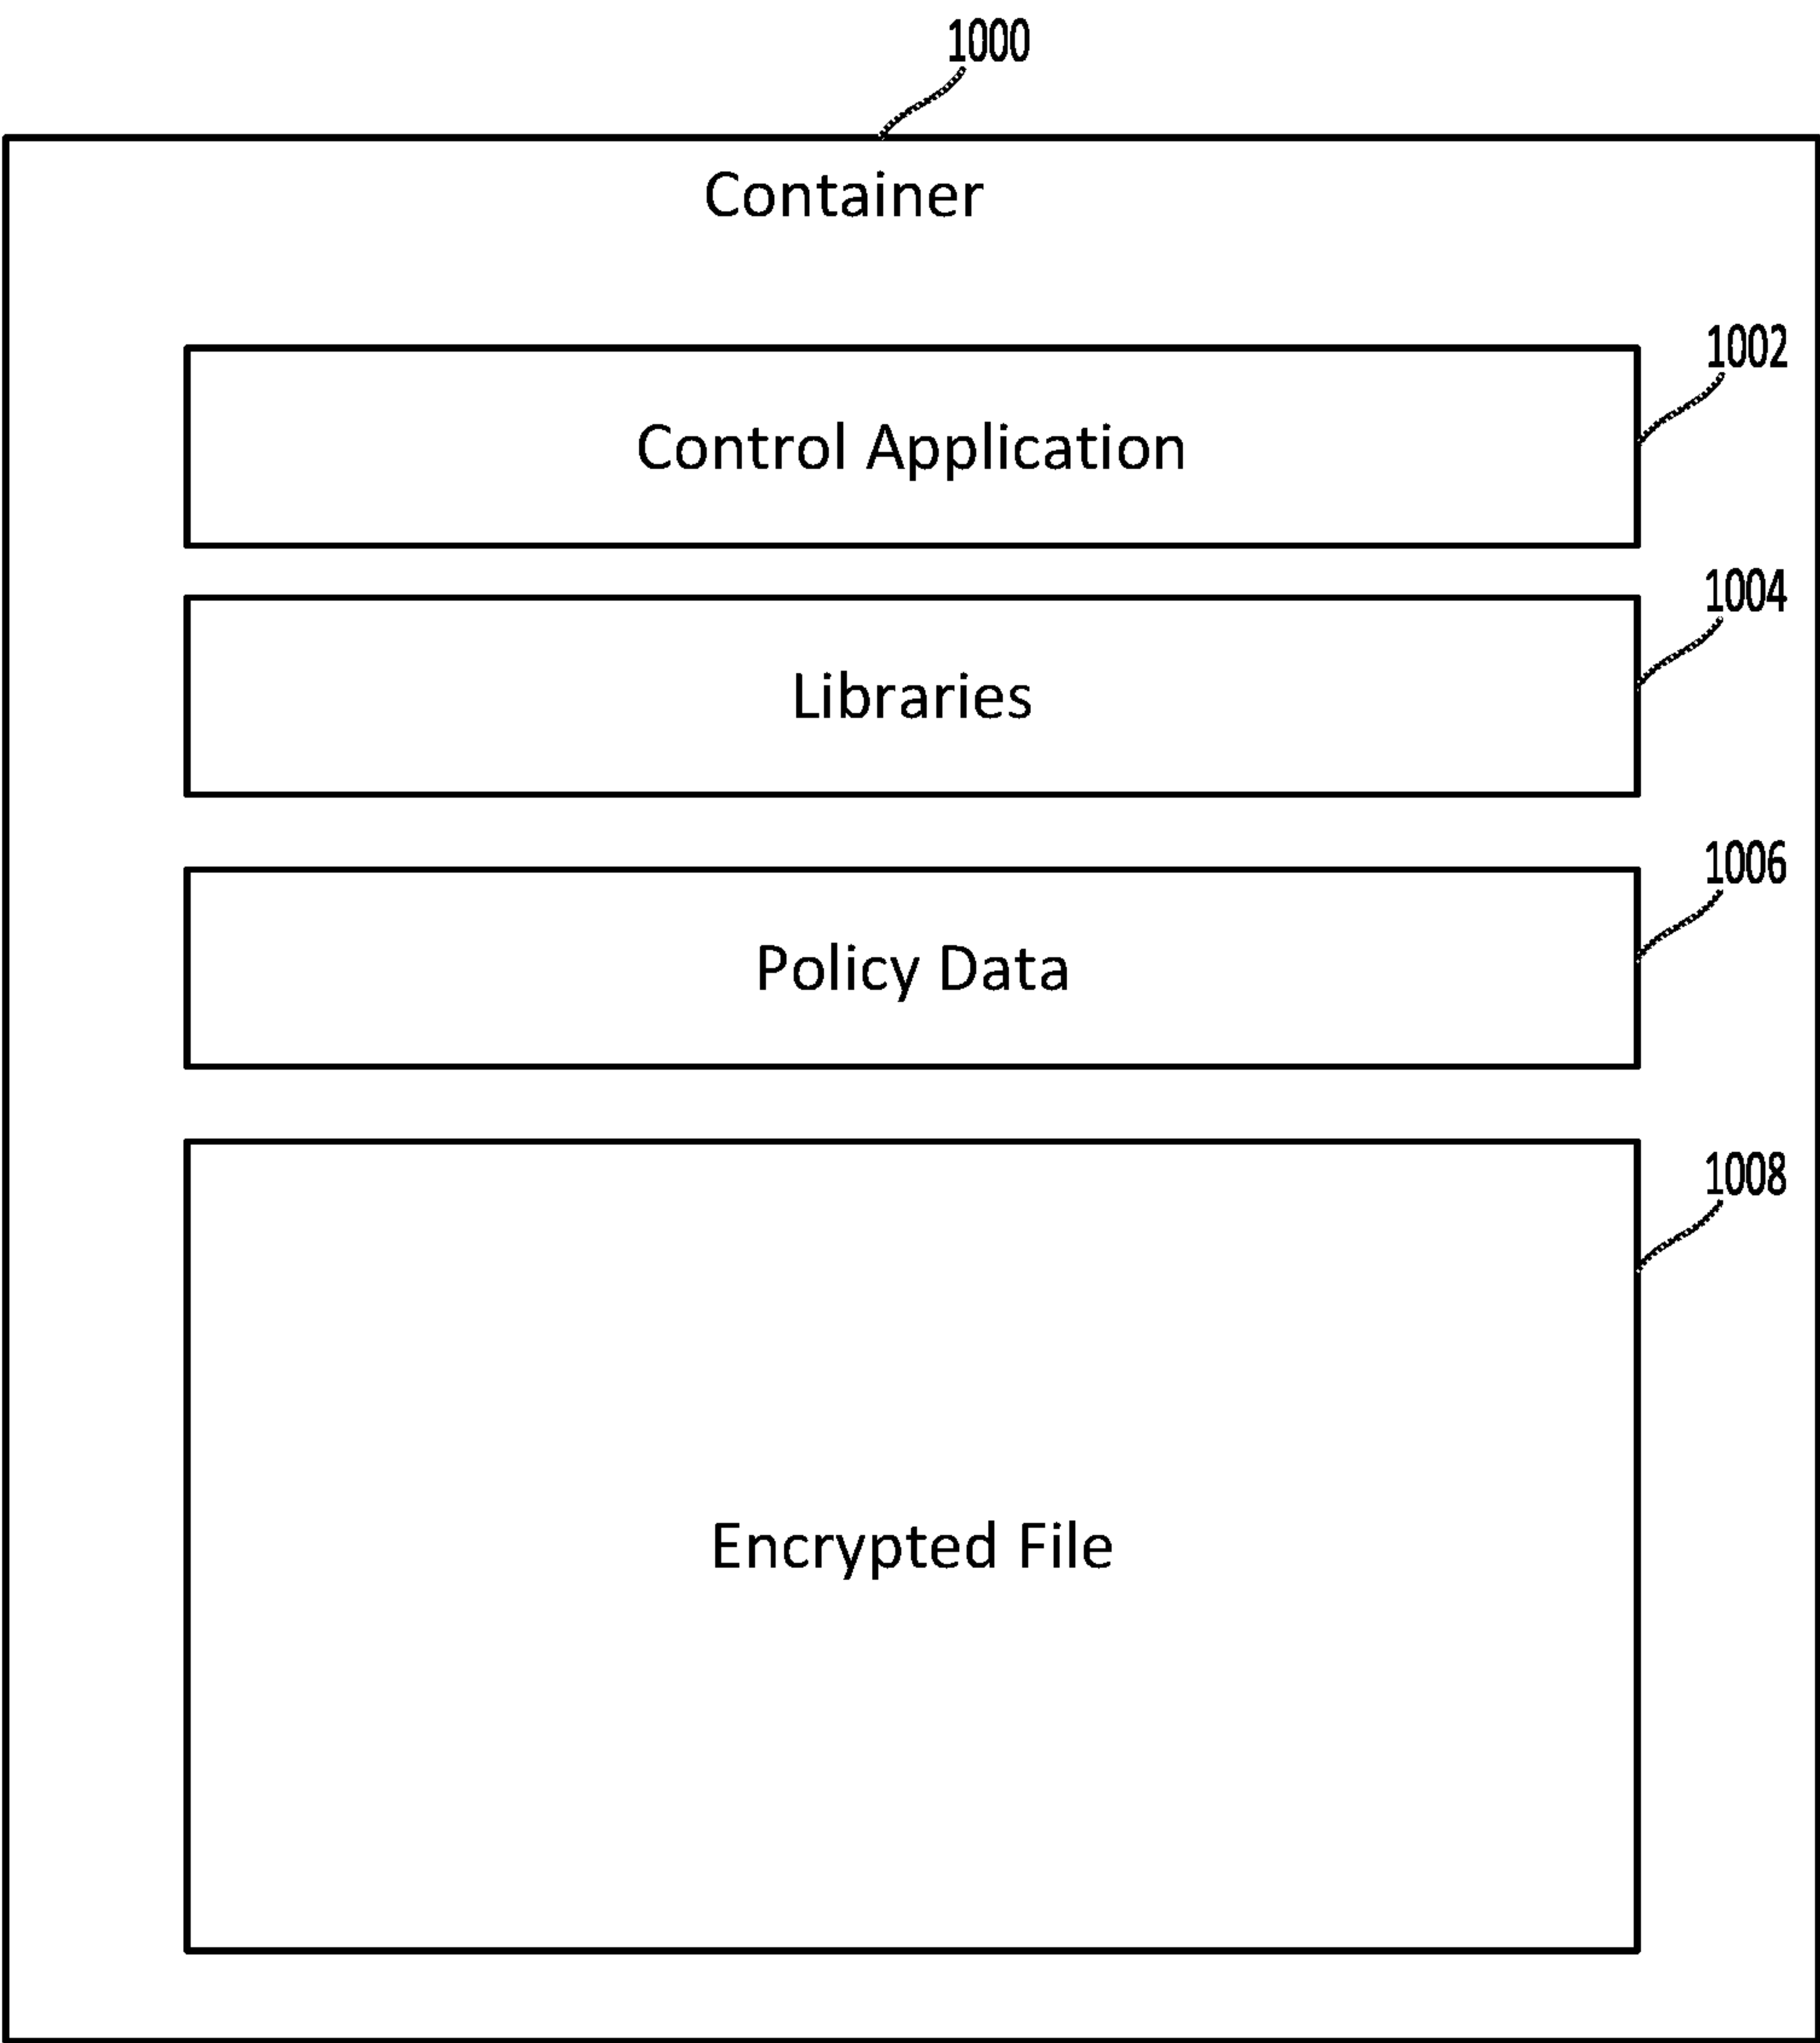 1000
Container
1002
Control Application
1004
Libraries
1006
Policy Data
1008
Encrypted File